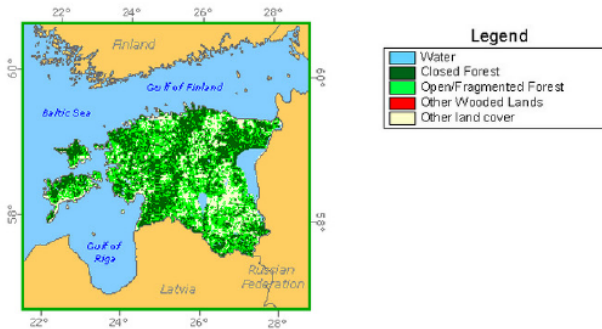 22° 24° 26° 28°
Finland
60°
60°
Gulf of Finland
Baltic Sea
58°
58°
Gulf of
Riga
Latvia
Russian
Federation
22° 24° 26° 28°
Legend
Water
Closed Forest
Open/Fragmented Forest
Other Wooded Lands
Other land cover